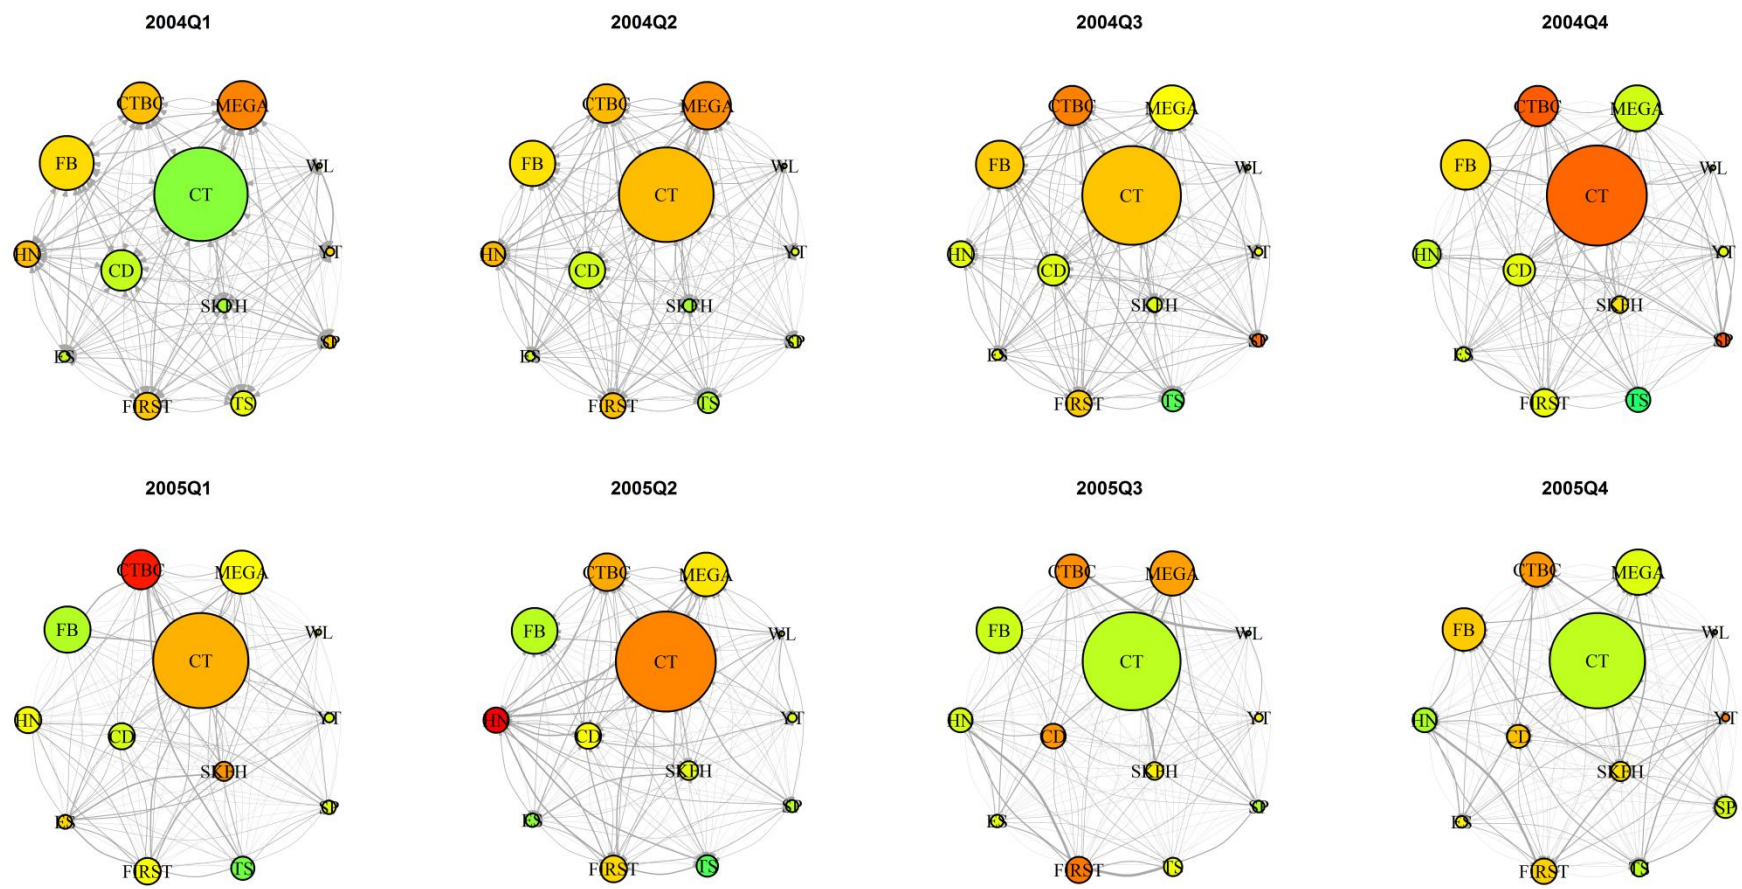 2004Q1 2004Q2 2004Q3 2004Q4
CTBC MEGA CTBC MEGA CTBC MEGA CTBC MEGA
FB WL FB WL FB WL FB WL
CT CT CT CT
HN YT HN YT HN YT HN YT
CD CD CD CD
SKFH SKFH SKFH SKFH
ES SP ES SP ES SP ES SP
FIRST TS FIRST TS FIRST TS FIRST TS
2005Q1 2005Q2 2005Q3 2005Q4
CTBC MEGA CTBC MEGA CTBC MEGA CTBC MEGA
FB WL FB WL FB WL FB WL
CT CT CT CT
HN YT HN YT HN YT HN YT
CD CD CD CD
SKFH SKFH SKFH SKFH
ES SP ES SP ES SP ES SP
FIRST TS FIRST TS FIRST TS FIRST TS